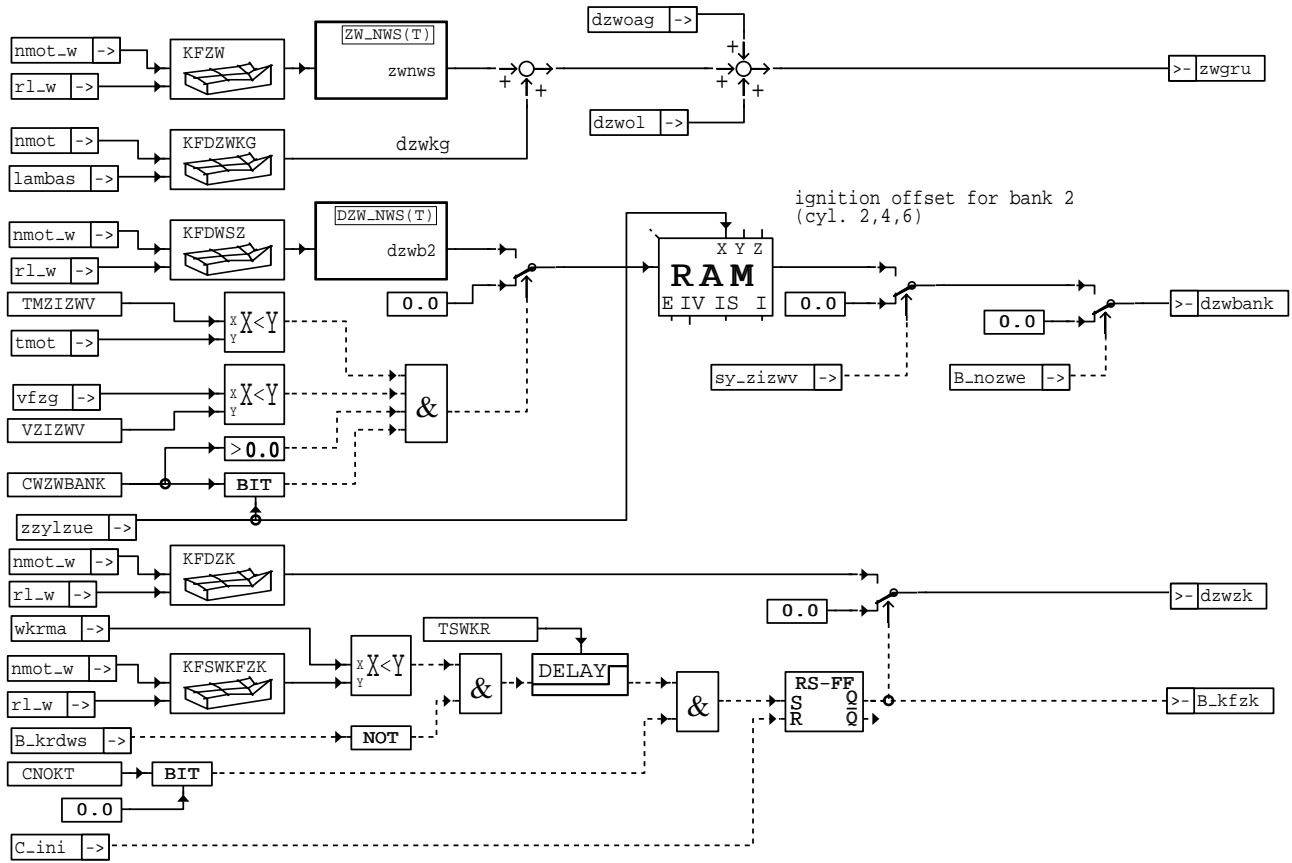 dzwoag ->
nmot_w ->
KFZW
ZW_NWS(T)
zwnws
+
+
+
+
+
+
>- zwgru
rl_w ->
dzwol ->
nmot ->
KFDZWKG
dzwkg
lambas ->
ignition offset for bank 2
(cyl. 2,4,6)
nmot_w ->
KFDWSZ
DZW_NWS(T)
dzwb2
X Y Z
RAM
E IV IS I
rl_w ->
0.0
0.0
0.0
>- dzwbank
TMZIZWV
X
X<Y
Y
tmot ->
sy_zizwv ->
B_nozwe ->
vfzg ->
X
X<Y
Y
&
VZIZWV
>0.0
CWZWBANK
BIT
zzylzue ->
nmot_w ->
KFDZK
rl_w ->
0.0
>- dzwzk
wkrma ->
TSWKR
nmot_w ->
KFSWKFZK
X
X<Y
Y
&
DELAY
&
RS-FF
S Q
R Q
>- B_kfzk
rl_w ->
B_krdws ->
NOT
CNOKT
BIT
0.0
C_ini ->